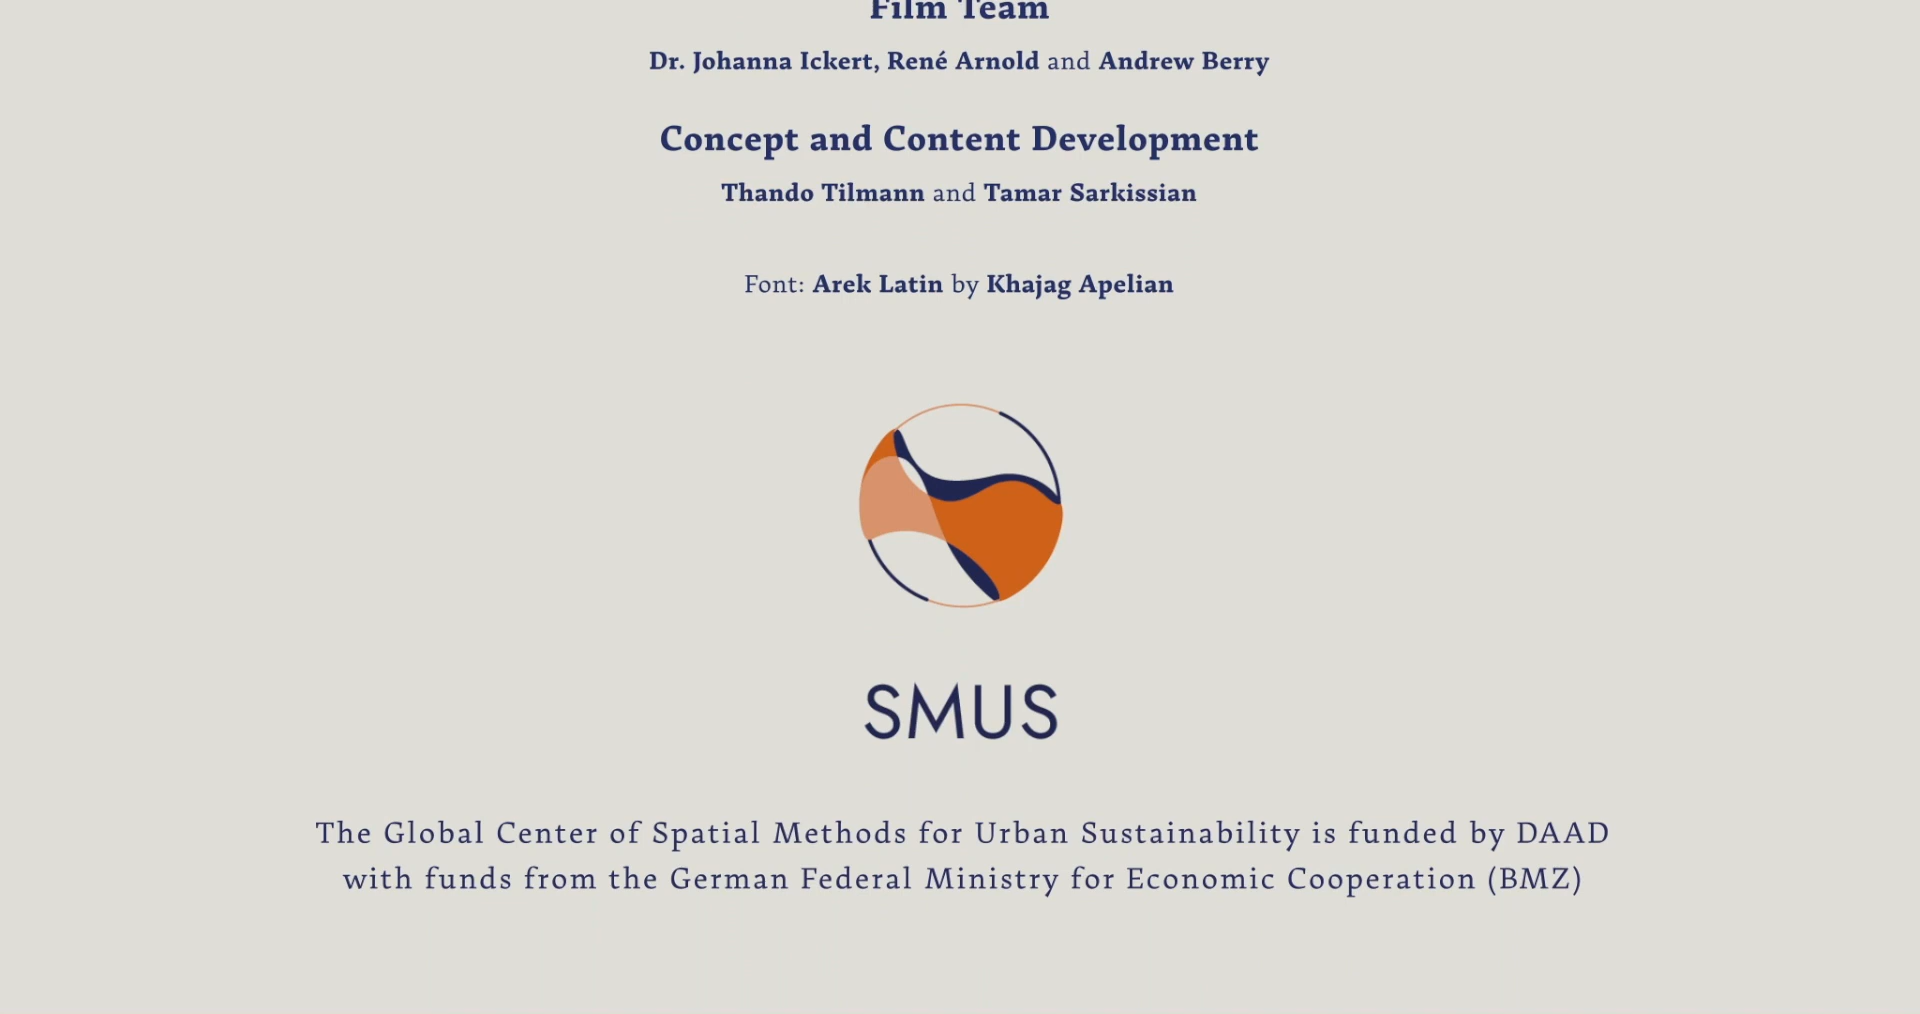 Film Team
Dr. Johanna Ickert, René Arnold and Andrew Berry
Concept and Content Development
Thando Tilmann and Tamar Sarkissian
Font: Arek Latin by Khajag Apelian
SMUS
The Global Center of Spatial Methods for Urban Sustainability is funded by DAAD
with funds from the German Federal Ministry for Economic Cooperation (BMZ)